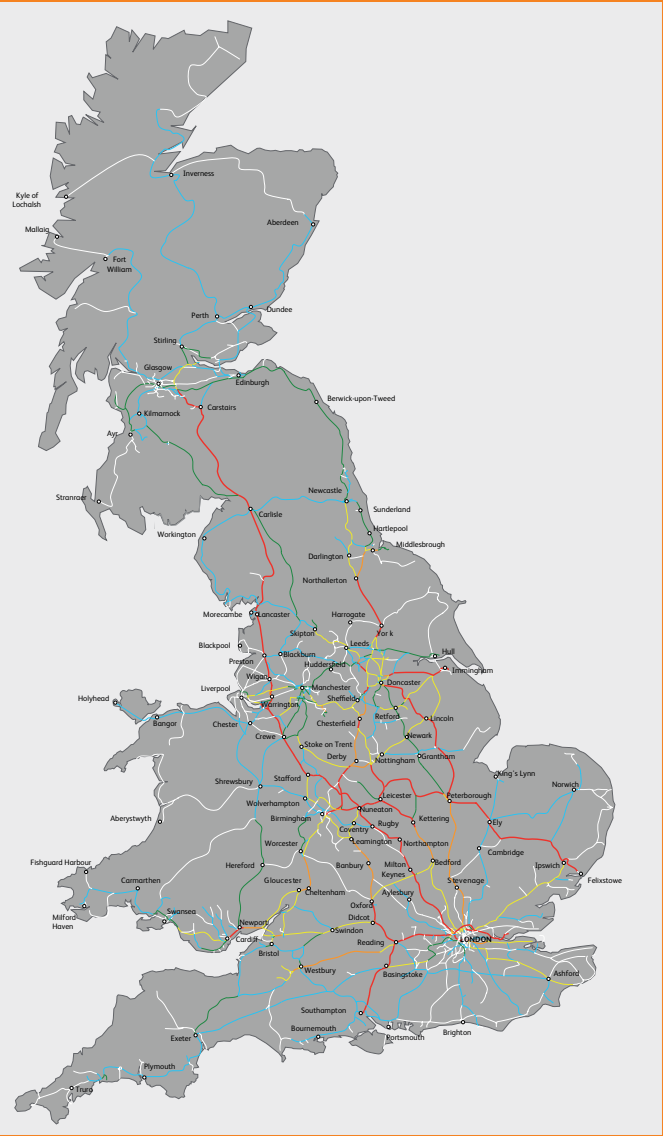 Inverness
Kyle of
Lochalsh
Aberdeen
Mallaig
Fort
William
Dundee
Perth
Stirling
Glasgow
Edinburgh
Berwick-upon-Tweed
Carstairs
Kilmarnock
Ayr
Newcastle
Stranraer
Sunderland
Carlisle
Hartlepool
Workington
Middlesbrough
Darlington
Northallerton
Morecambe
Lancaster
Harrogate
Skipton
Yor k
Blackpool
Leeds
Hull
Blackburn
Preston
Huddersfield
Immingham
Wigan
Doncaster
Liverpool
Manchester
Holyhead
Warrington
Sheffield
Retford
Lincoln
Bangor
Chester
Chesterfield
Crewe
Newark
Stoke on Trent
Derby
Nottingham
Grantham
King's Lynn
Stafford
Shrewsbury
Norwich
Leicester
Peterborough
Wolverhampton
Nuneaton
Aberystwyth
Birmingham
Rugby
Kettering
Ely
Coventry
Leamington
Northampton
Worcester
Cambridge
Fishguard Harbour
Hereford
Banbury
Milton
Keynes
Bedford
Ipswich
Carmarthen
Gloucester
Stevenage
Felixstowe
Cheltenham
Aylesbury
Oxford
Swansea
Milford
Haven
Newport
Didcot
Swindon
Cardiff
Reading
LONDON
Bristol
Westbury
Basingstoke
Ashford
Southampton
Bournemouth
Exeter
Portsmouth
Brighton
Plymouth
Truro